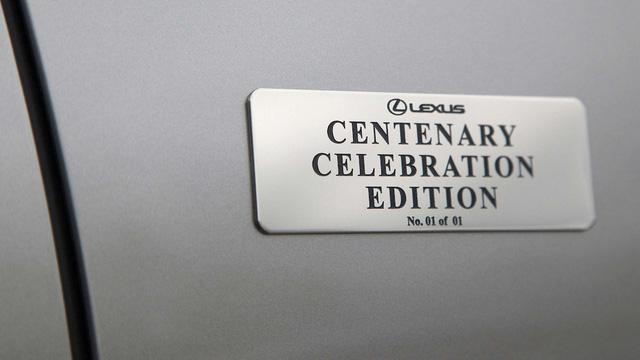 LEXUS
CENTENARY
CELEBRATION
EDITION
No. 01 of 01